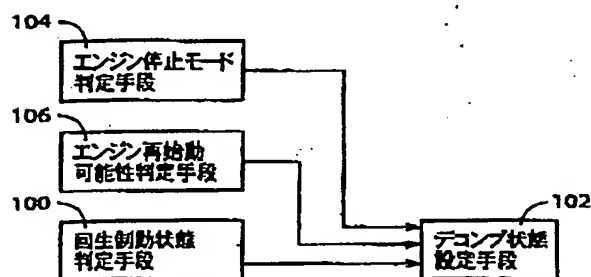 104
エンジン停止モード
判定手段
106
エンジン再始動
可能性判定手段
100
回生制動状態
判定手段
102
デコンプ状態
設定手段